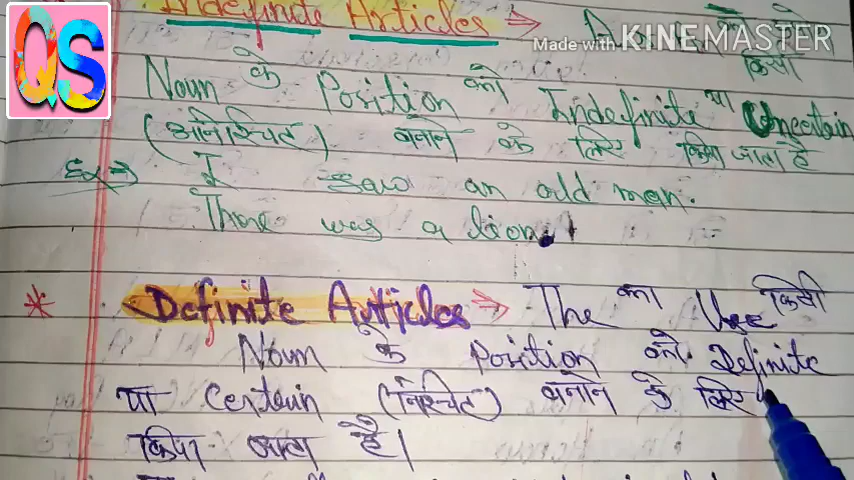 QS
Indefinite Articles ⇒
Made with KINEMASTER
किसी
Noun के Position को Indefinite या Uncertain
(अनिश्चित) बनाने के लिए किया जाता है
Ex ⇒ I saw an old man.
There was a lion.
* Definite Articles ⇒ The का Use किसी
Noun के Position को Definite
या Certain (निश्चित) बनाने के लिए
किया जाता है।